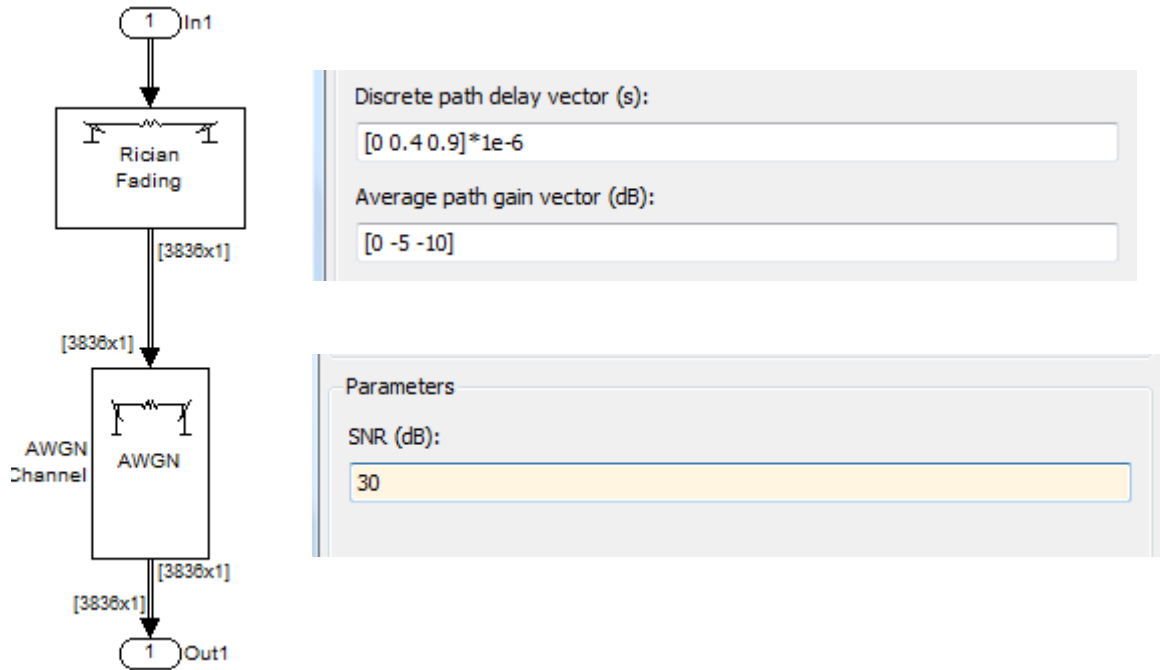 1 In1
Rician
Fading
[3836x1]
[3836x1]
AWGN
Channel
AWGN
[3836x1]
[3836x1]
1 Out1
Discrete path delay vector (s):
[0 0.4 0.9]*1e-6
Average path gain vector (dB):
[0 -5 -10]
Parameters
SNR (dB):
30